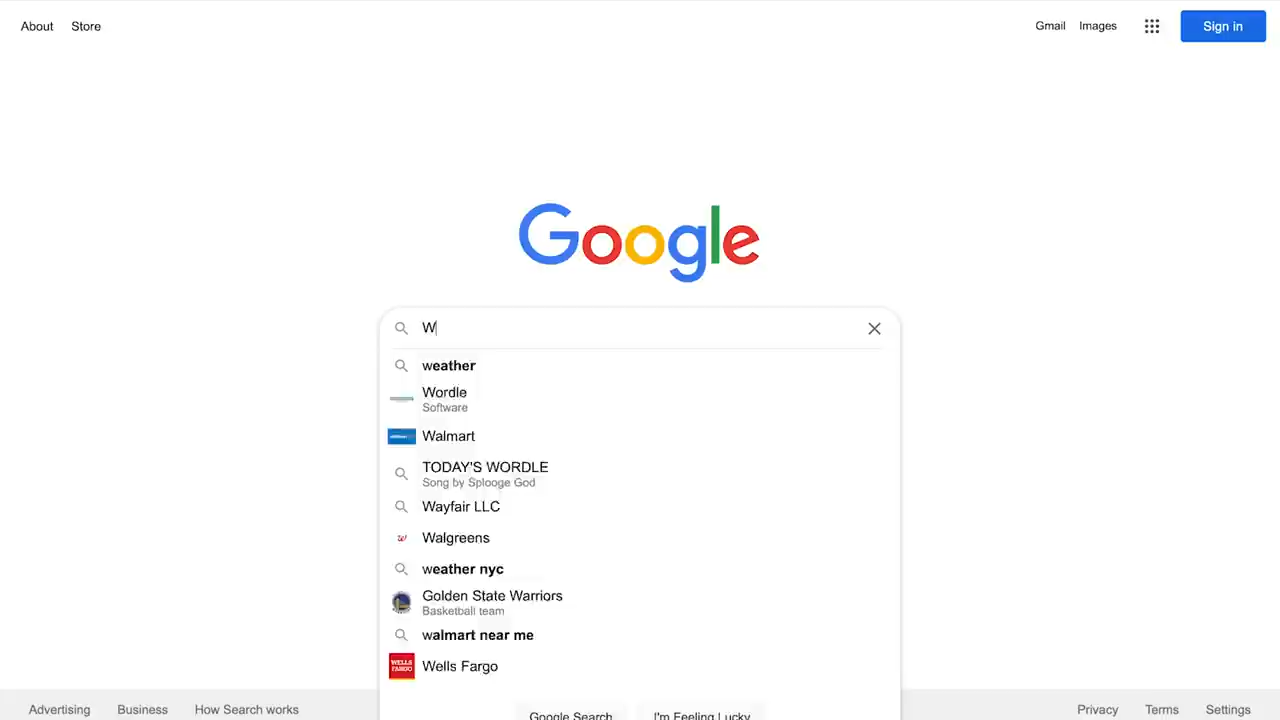 About Store
Gmail Images
Sign in
Google
W
weather
Wordle
Software
Walmart
TODAY'S WORDLE
Song by Splooge God
Wayfair LLC
Walgreens
weather nyc
Golden State Warriors
Basketball team
walmart near me
WELLS FARGO
Wells Fargo
Google Search I'm Feeling Lucky
Advertising Business How Search works
Privacy Terms Settings